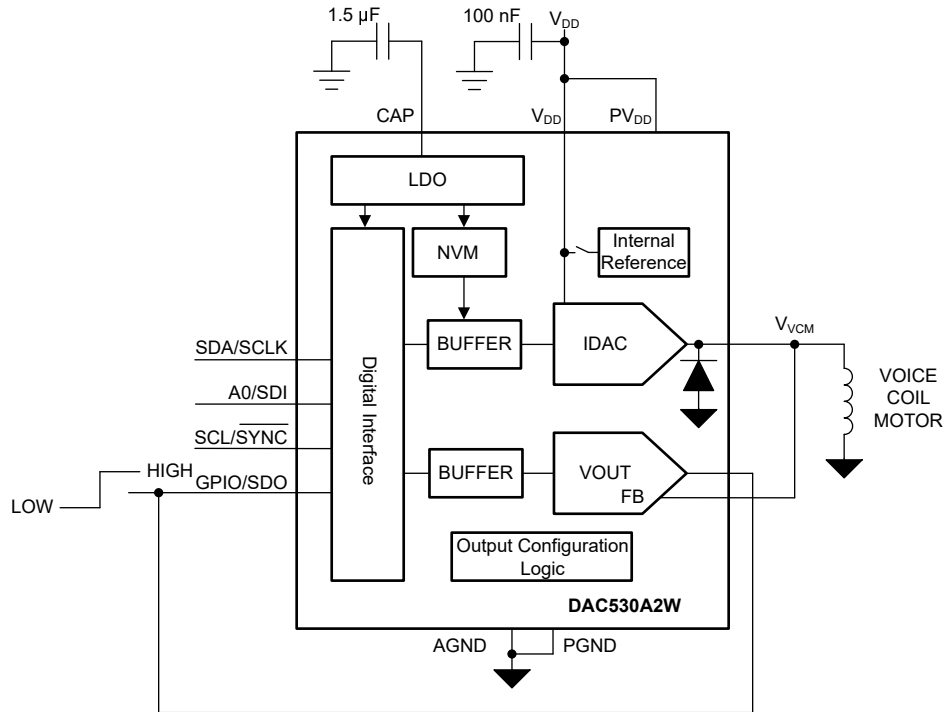 1.5 µF
100 nF
VDD
CAP
VDD
PVDD
LDO
NVM
Internal
Reference
BUFFER
IDAC
VVCM
SDA/SCLK
A0/SDI
SCL/SYNC
GPIO/SDO
Digital Interface
VOICE
COIL
MOTOR
HIGH
LOW
BUFFER
VOUT
FB
Output Configuration
Logic
DAC530A2W
AGND
PGND